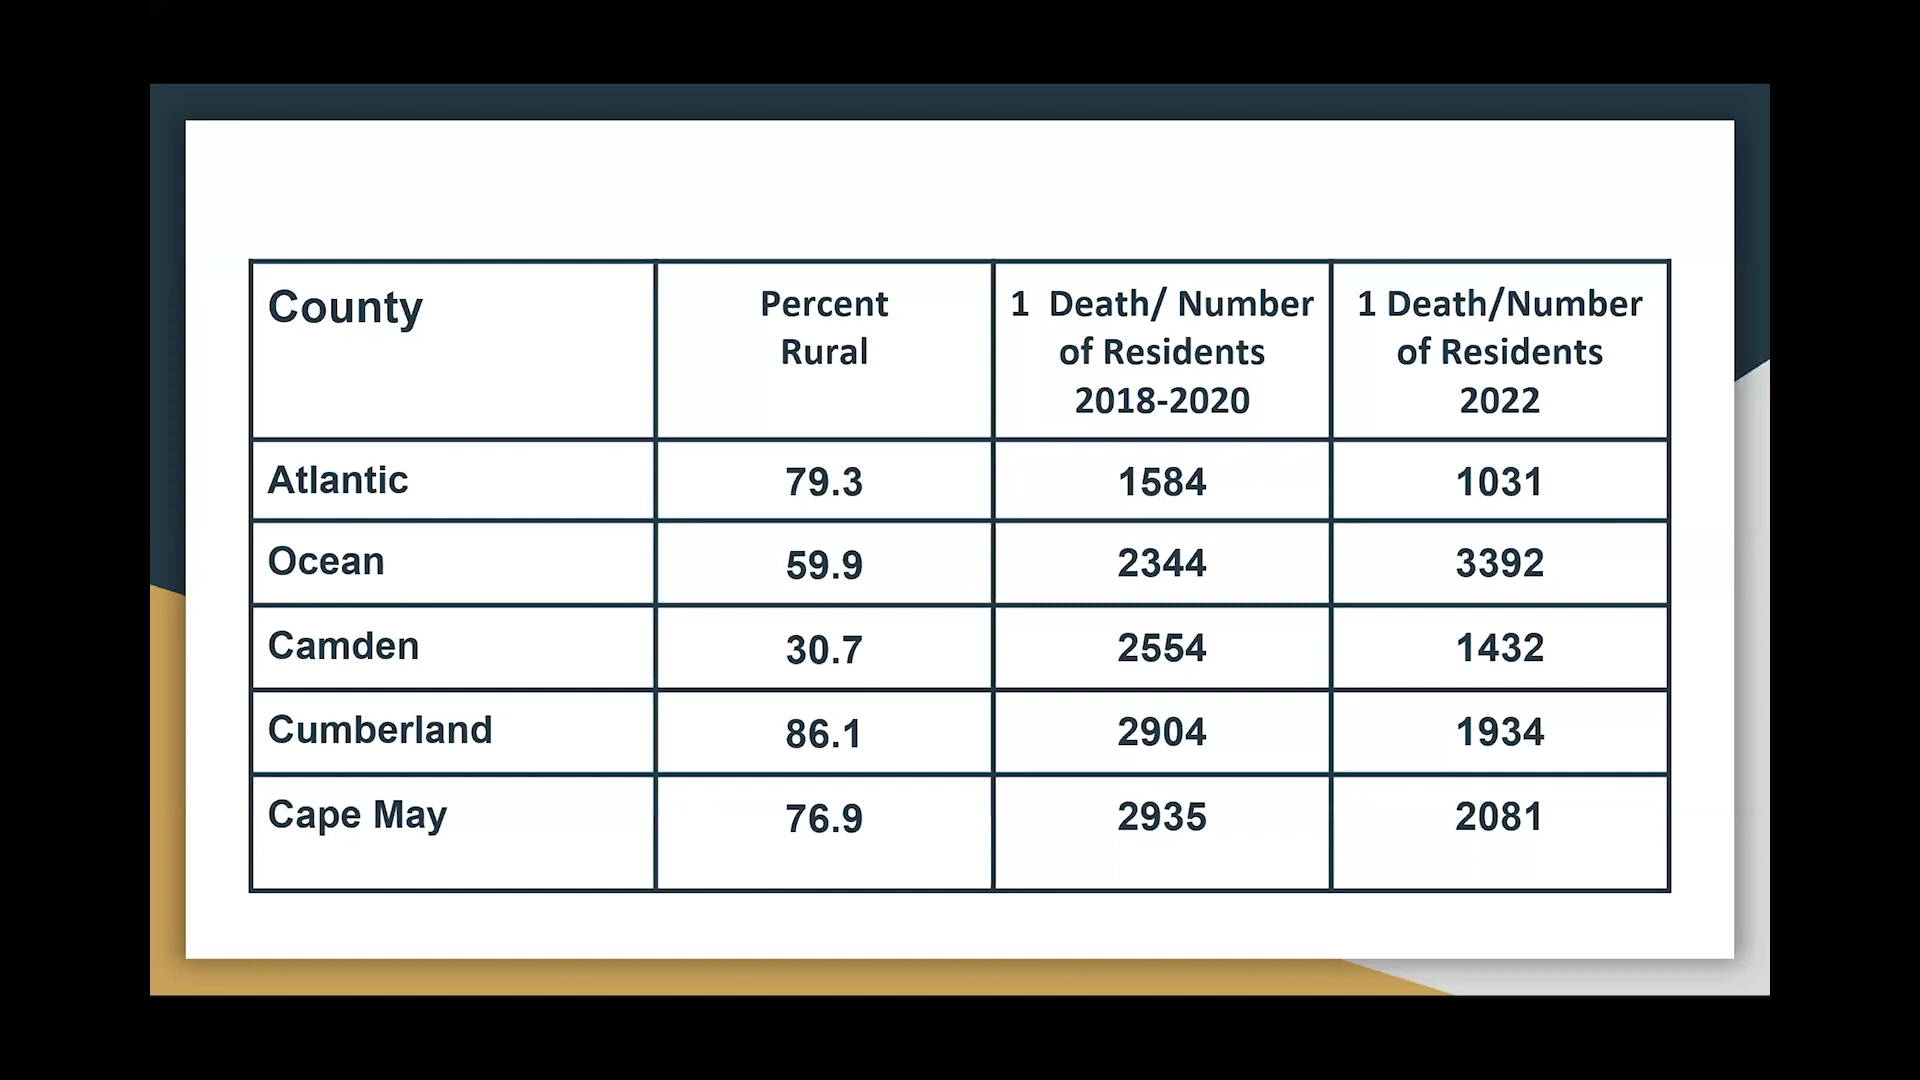 County
Percent
Rural
1 Death/ Number
of Residents
2018-2020
1 Death/Number
of Residents
2022
Atlantic
79.3
1584
1031
Ocean
59.9
2344
3392
Camden
30.7
2554
1432
Cumberland
86.1
2904
1934
Cape May
76.9
2935
2081